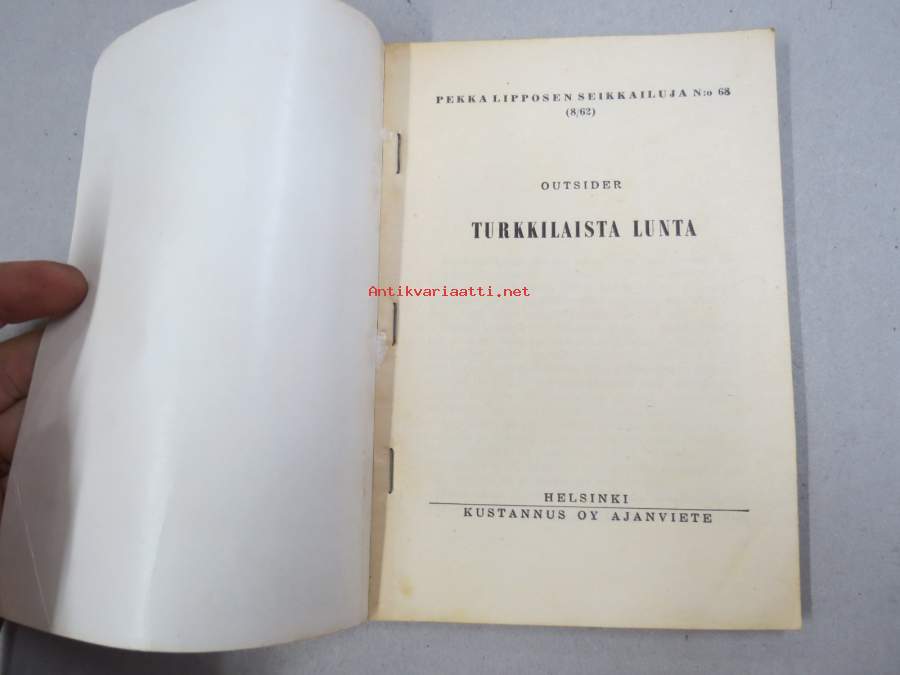 PEKKA LIPPOSEN SEIKKAILUJA N:o 68
(8/62)
OUTSIDER
TURKKILAISTA LUNTA
Antikvariaatti.net
HELSINKI
KUSTANNUS OY AJANVIETE